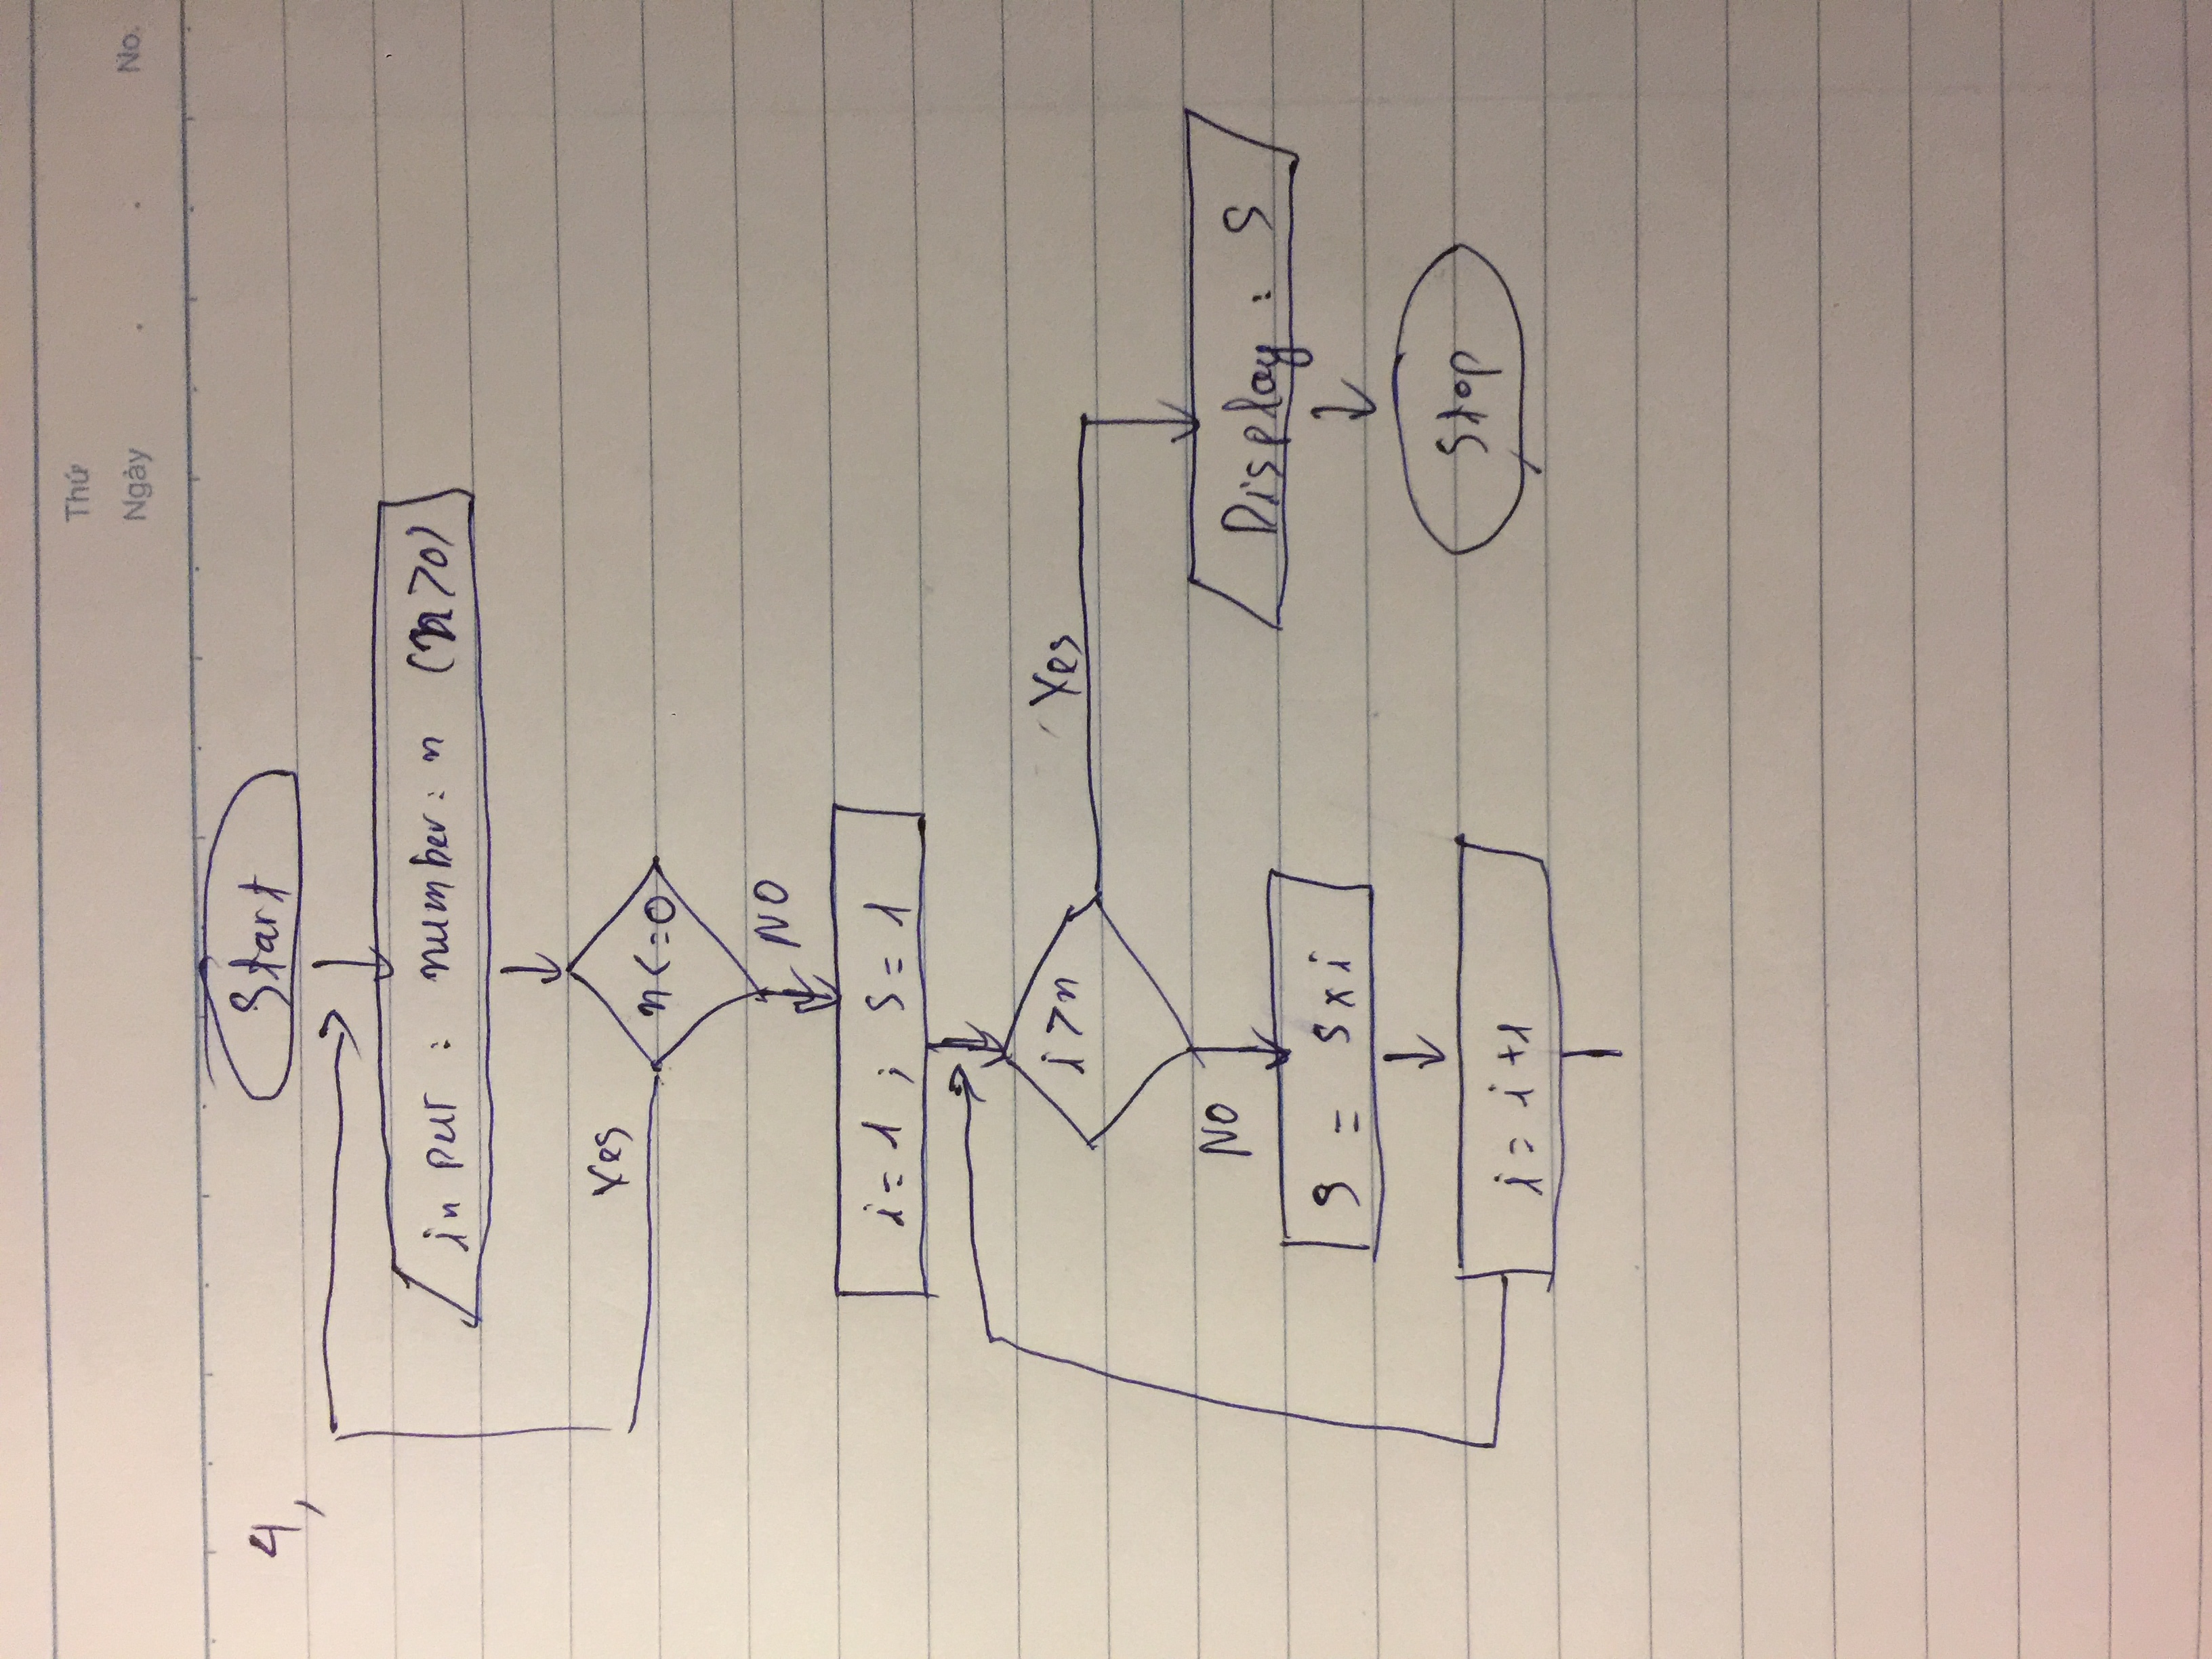 Thứ
Ngày . . No.
4,
Start
input : number: n (n>0)
Yes
n<=0
NO
i=1 ; S=1
i>n
Yes
NO
Display : S
S = S x i
Stop
i=i+1